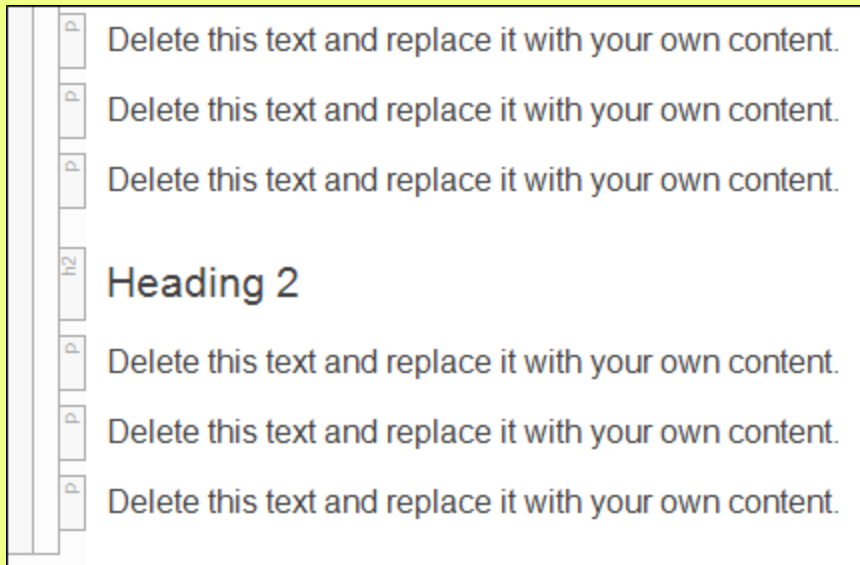 p
Delete this text and replace it with your own content.
p
Delete this text and replace it with your own content.
p
Delete this text and replace it with your own content.
h2
Heading 2
p
Delete this text and replace it with your own content.
p
Delete this text and replace it with your own content.
p
Delete this text and replace it with your own content.